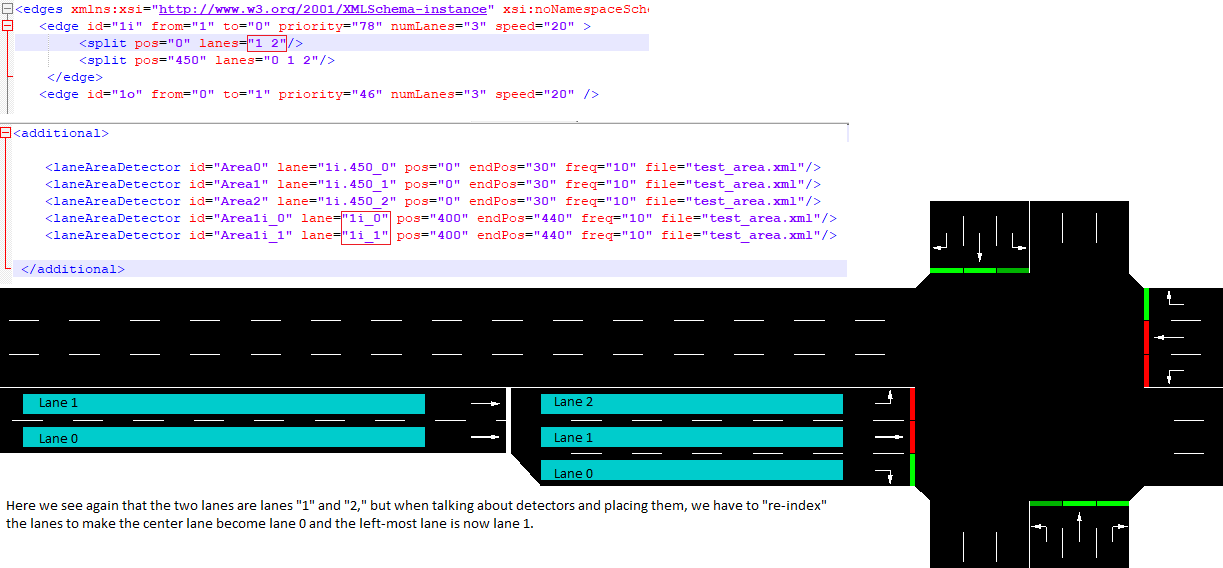 <edges xmlns:xsi="http://www.w3.org/2001/XMLSchema-instance" xsi:noNamespaceSche
<edge id="1i" from="1" to="0" priority="78" numLanes="3" speed="20" >
<split pos="0" lanes="1 2"/>
<split pos="450" lanes="0 1 2"/>
</edge>
<edge id="1o" from="0" to="1" priority="46" numLanes="3" speed="20" />
<additional>
<laneAreaDetector id="Area0" lane="1i.450_0" pos="0" endPos="30" freq="10" file="test_area.xml"/>
<laneAreaDetector id="Area1" lane="1i.450_1" pos="0" endPos="30" freq="10" file="test_area.xml"/>
<laneAreaDetector id="Area2" lane="1i.450_2" pos="0" endPos="30" freq="10" file="test_area.xml"/>
<laneAreaDetector id="Area1i_0" lane="1i_0" pos="400" endPos="440" freq="10" file="test_area.xml"/>
<laneAreaDetector id="Area1i_1" lane="1i_1" pos="400" endPos="440" freq="10" file="test_area.xml"/>
</additional>
Lane 1
Lane 0
Lane 2
Lane 1
Lane 0
Here we see again that the two lanes are lanes "1" and "2," but when talking about detectors and placing them, we have to "re-index"
the lanes to make the center lane become lane 0 and the left-most lane is now lane 1.